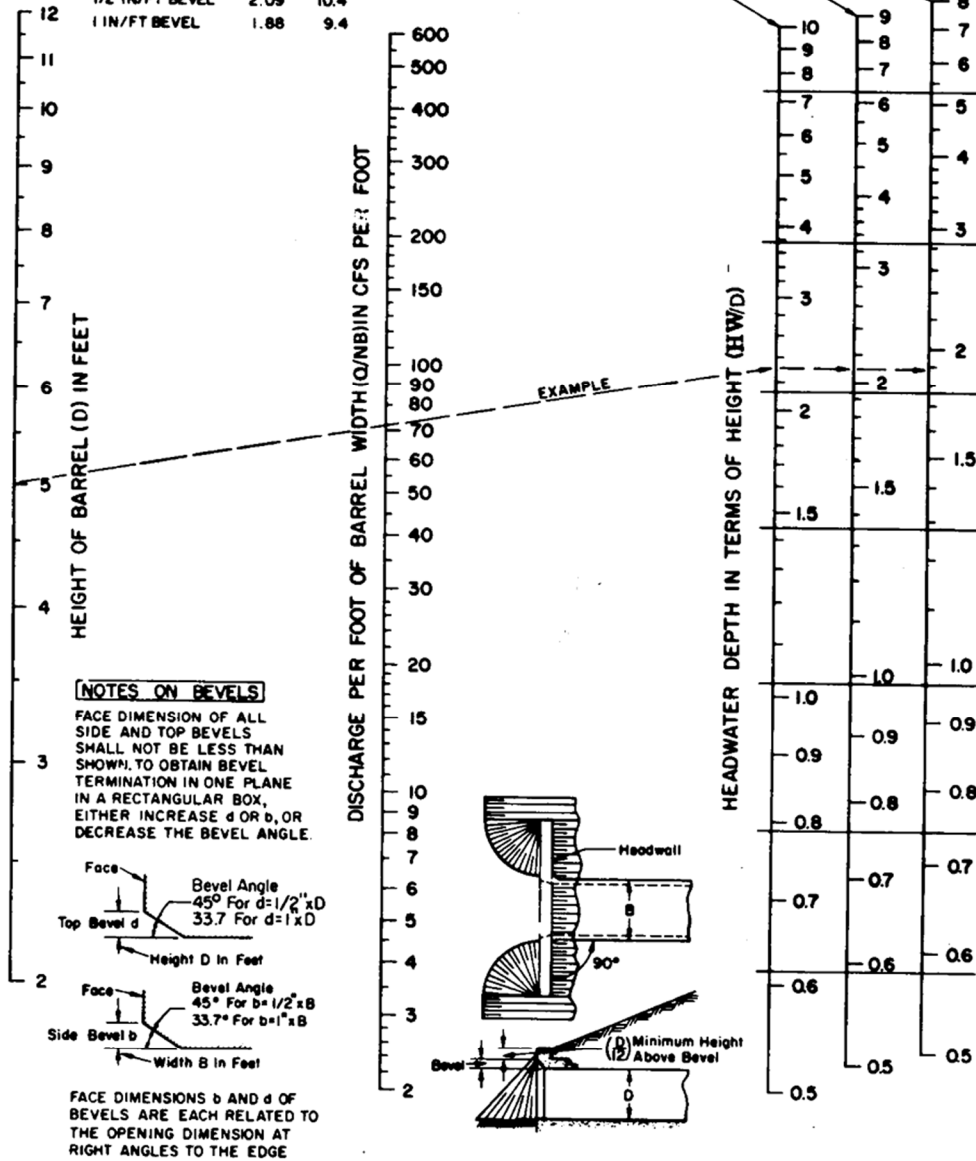 1/2 IN/FT BEVEL 2.09 10.4
1 IN/FT BEVEL 1.88 9.4
12
11
10
9
8
7
6
5
4
3
2
HEIGHT OF BARREL (D) IN FEET
600
500
400
300
200
150
100
90
80
70
60
50
40
30
20
15
10
9
8
7
6
5
4
3
2
DISCHARGE PER FOOT OF BARREL WIDTH (Q/NB) IN CFS PER FOOT
EXAMPLE
HEADWATER DEPTH IN TERMS OF HEIGHT (HW/D)
10
9
8
7
6
5
4
3
2
1.5
1.0
0.9
0.8
0.7
0.6
0.5
9
8
7
6
5
4
3
2
1.5
1.0
0.9
0.8
0.7
0.6
0.5
8
7
6
5
4
3
2
1.5
1.0
0.9
0.8
0.7
0.6
0.5
NOTES ON BEVELS
FACE DIMENSION OF ALL
SIDE AND TOP BEVELS
SHALL NOT BE LESS THAN
SHOWN. TO OBTAIN BEVEL
TERMINATION IN ONE PLANE
IN A RECTANGULAR BOX,
EITHER INCREASE d OR b, OR
DECREASE THE BEVEL ANGLE.
Face
Bevel Angle
45° For d=1/2"xD
33.7 For d=1"xD
Top Bevel d
Height D In Feet
Face
Bevel Angle
45° For b=1/2"xB
33.7° For b=1"xB
Side Bevel b
Width B In Feet
FACE DIMENSIONS b AND d OF
BEVELS ARE EACH RELATED TO
THE OPENING DIMENSION AT
RIGHT ANGLES TO THE EDGE
Headwall
B
90°
(D/12) Minimum Height
Above Bevel
Bevel
D